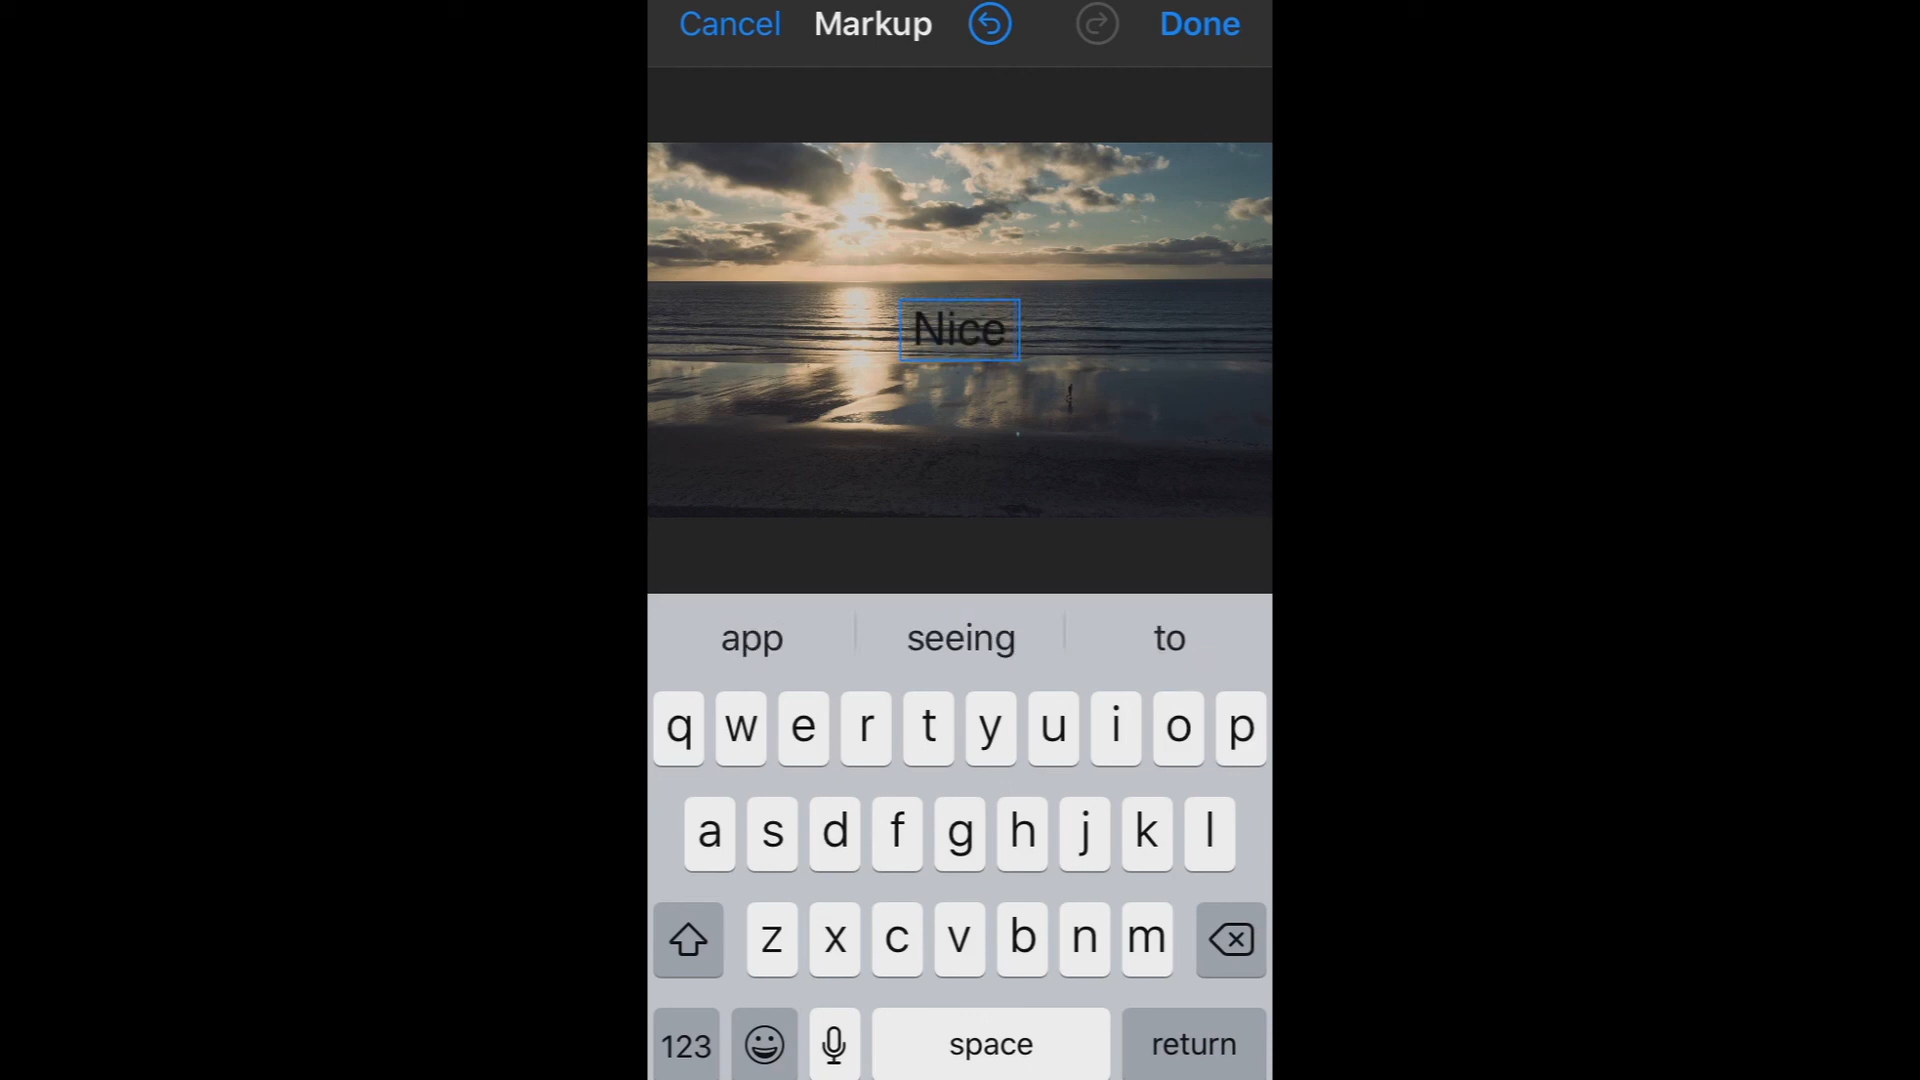 Cancel Markup Done
Nice
app seeing to
q w e r t y u i o p
a s d f g h j k l
z x c v b n m
123 space return